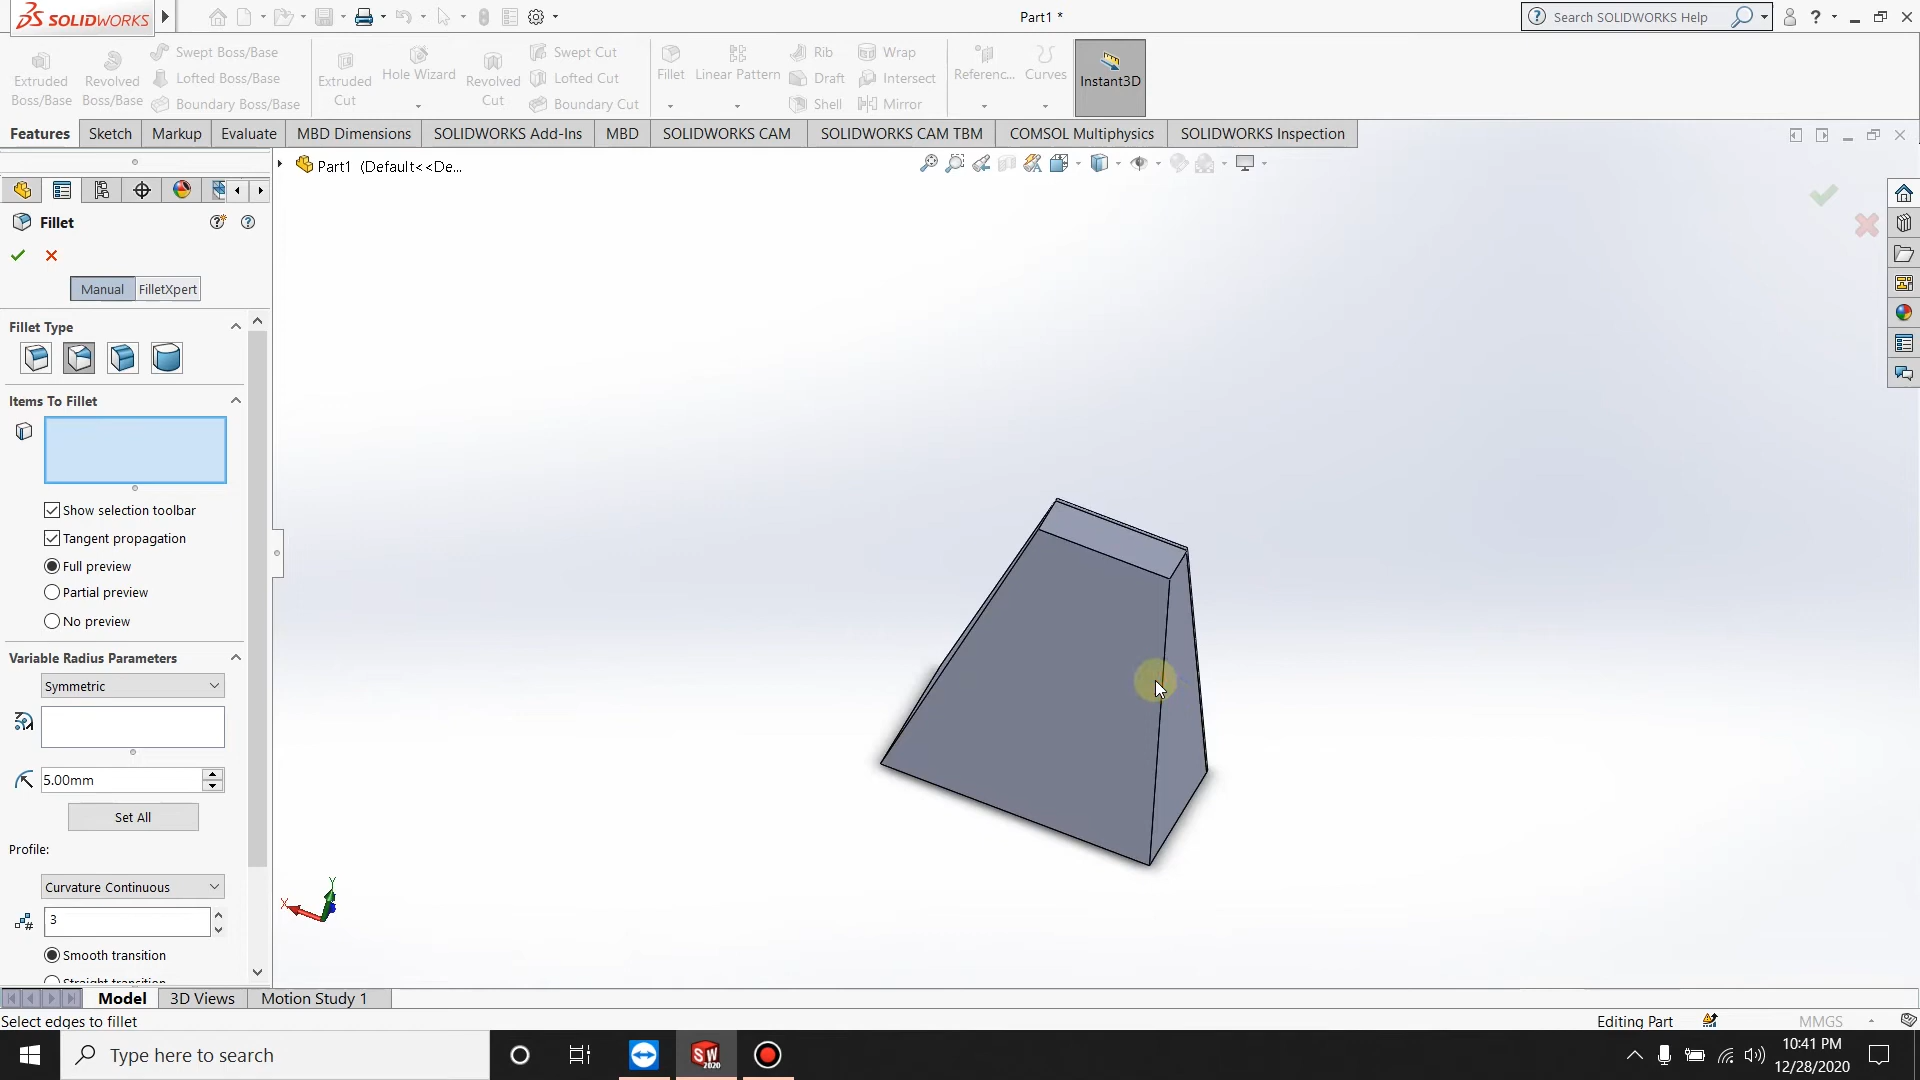 SOLIDWORKS
Part1 *
Search SOLIDWORKS Help
Extruded Boss/Base
Revolved Boss/Base
Swept Boss/Base
Lofted Boss/Base
Boundary Boss/Base
Extruded Cut
Hole Wizard
Revolved Cut
Swept Cut
Lofted Cut
Boundary Cut
Fillet
Linear Pattern
Rib
Draft
Shell
Wrap
Intersect
Mirror
Referenc...
Curves
Instant3D
Features
Sketch
Markup
Evaluate
MBD Dimensions
SOLIDWORKS Add-Ins
MBD
SOLIDWORKS CAM
SOLIDWORKS CAM TBM
COMSOL Multiphysics
SOLIDWORKS Inspection
Part1 (Default<<De...
Fillet
Manual
FilletXpert
Fillet Type
Items To Fillet
Show selection toolbar
Tangent propagation
Full preview
Partial preview
No preview
Variable Radius Parameters
Symmetric
5.00mm
Set All
Profile:
Curvature Continuous
3
Smooth transition
Straight transition
X
Y
Model
3D Views
Motion Study 1
Select edges to fillet
Editing Part
MMGS
Type here to search
SW
2020
10:41 PM
12/28/2020